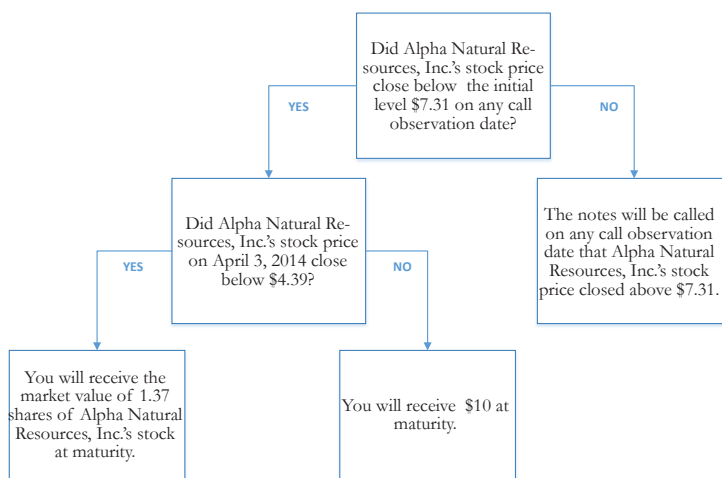 Did Alpha Natural Re-
sources, Inc.'s stock price
close below the initial
level $7.31 on any call
observation date?
YES
NO
Did Alpha Natural Re-
sources, Inc.'s stock price
on April 3, 2014 close
below $4.39?
The notes will be called
on any call observation
date that Alpha Natural
Resources, Inc.'s stock
price closed above $7.31.
YES
NO
You will receive the
market value of 1.37
shares of Alpha Natural
Resources, Inc.'s stock
at maturity.
You will receive $10 at
maturity.